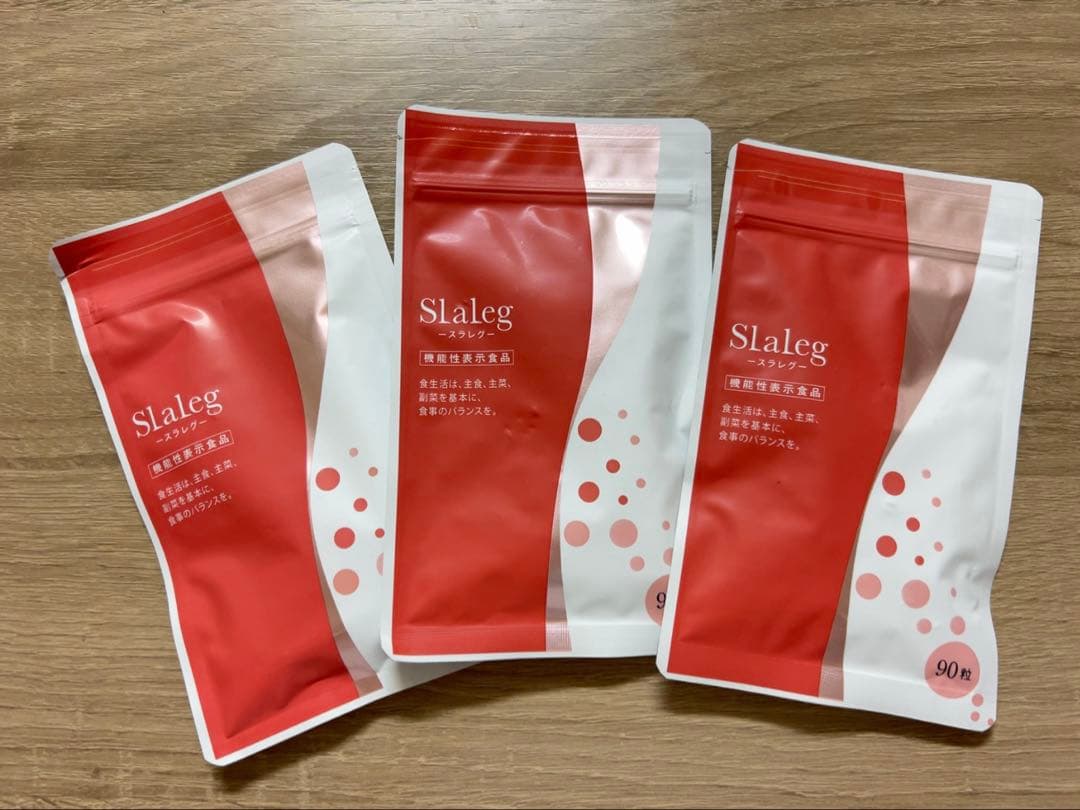 Slaleg
ースラレグー
機能性表示食品
食生活は、主食、主菜、
副菜を基本に、
食事のバランスを。
Slaleg
ースラレグー
機能性表示食品
食生活は、主食、主菜、
副菜を基本に、
食事のバランスを。
9
Slaleg
ースラレグー
機能性表示食品
食生活は、主食、主菜、
副菜を基本に、
食事のバランスを。
90粒